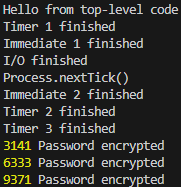 Hello from top-level code
Timer 1 finished
Immediate 1 finished
I/O finished
Process.nextTick()
Immediate 2 finished
Timer 2 finished
Timer 3 finished
3141 Password encrypted
6333 Password encrypted
9371 Password encrypted